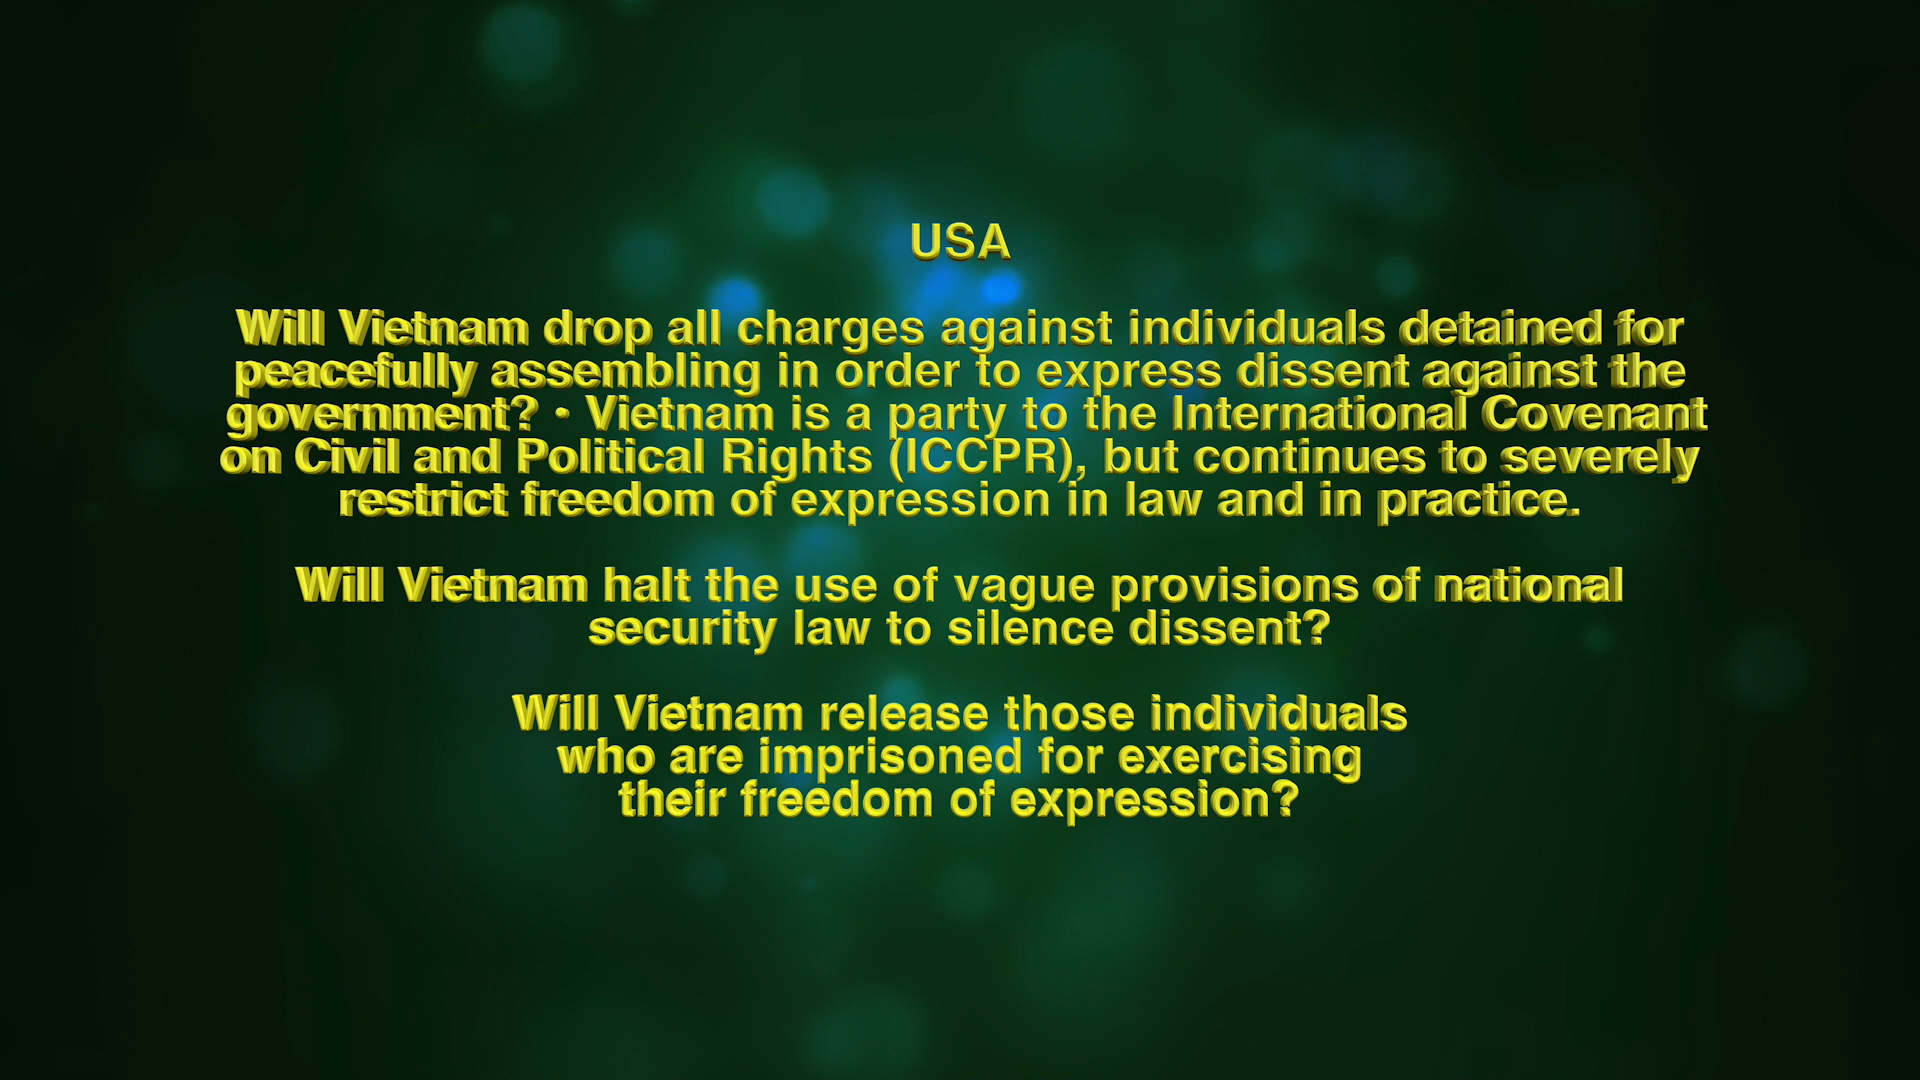 USA
Will Vietnam drop all charges against individuals detained for
peacefully assembling in order to express dissent against the
government? • Vietnam is a party to the International Covenant
on Civil and Political Rights (ICCPR), but continues to severely
restrict freedom of expression in law and in practice.
Will Vietnam halt the use of vague provisions of national
security law to silence dissent?
Will Vietnam release those individuals
who are imprisoned for exercising
their freedom of expression?